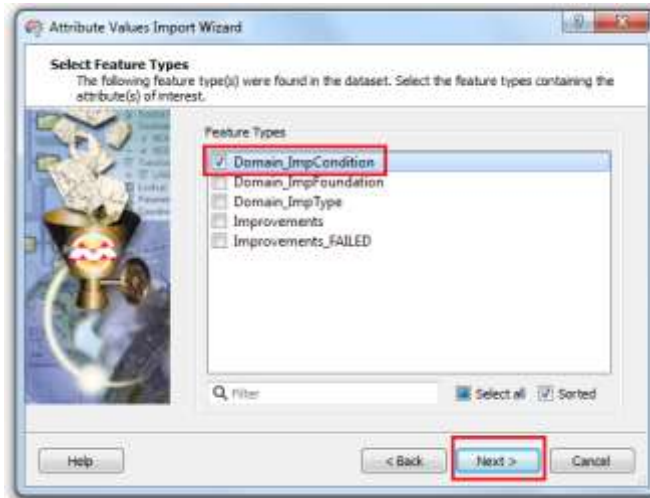 Attribute Values Import Wizard
Select Feature Types
The following feature type(s) were found in the dataset. Select the feature types containing the
attribute(s) of interest.
Feature Types
Domain_ImpCondition
Domain_ImpFoundation
Domain_ImpType
Improvements
Improvements_FAILED
Filter
Select all
Sorted
Help
< Back
Next >
Cancel